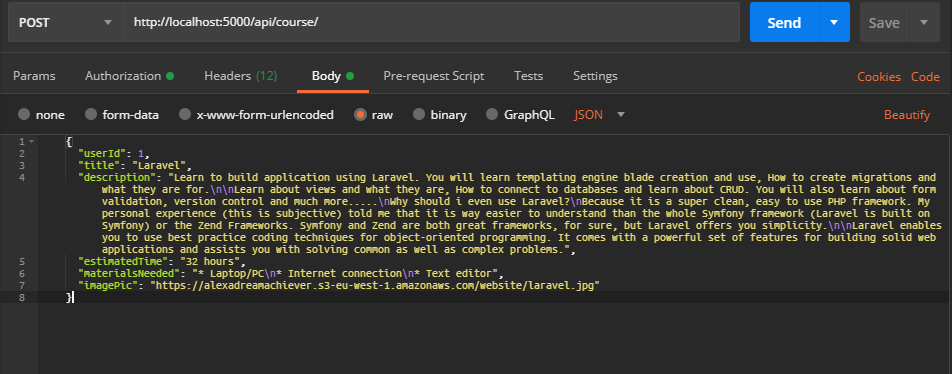 POST http://localhost:5000/api/course/ Send Save
Params Authorization Headers (12) Body Pre-request Script Tests Settings Cookies Code
none form-data x-www-form-urlencoded raw binary GraphQL JSON Beautify
1 {
2 "userId": 1,
3 "title": "Laravel",
4 "description": "Learn to build application using Laravel. You will learn templating engine blade creation and use, How to create migrations and
what they are for.\n\nLearn about views and what they are, How to connect to databases and learn about CRUD. You will also learn about form
validation, version control and much more.....\nWhy should i even use Laravel?\nBecause it is a super clean, easy to use PHP framework. My
personal experience (this is subjective) told me that it is way easier to understand than the whole Symfony framework (Laravel is built on
Symfony) or the Zend Frameworks. Symfony and Zend are both great frameworks, for sure, but Laravel offers you simplicity.\n\nLaravel enables
you to use best practice coding techniques for object-oriented programming. It comes with a powerful set of features for building solid web
applications and assists you with solving common as well as complex problems.",
5 "estimatedTime": "32 hours",
6 "materialsNeeded": "* Laptop/PC\n* Internet connection\n* Text editor",
7 "imagePic": "https://alexadreamachiever.s3-eu-west-1.amazonaws.com/website/laravel.jpg"
8 }